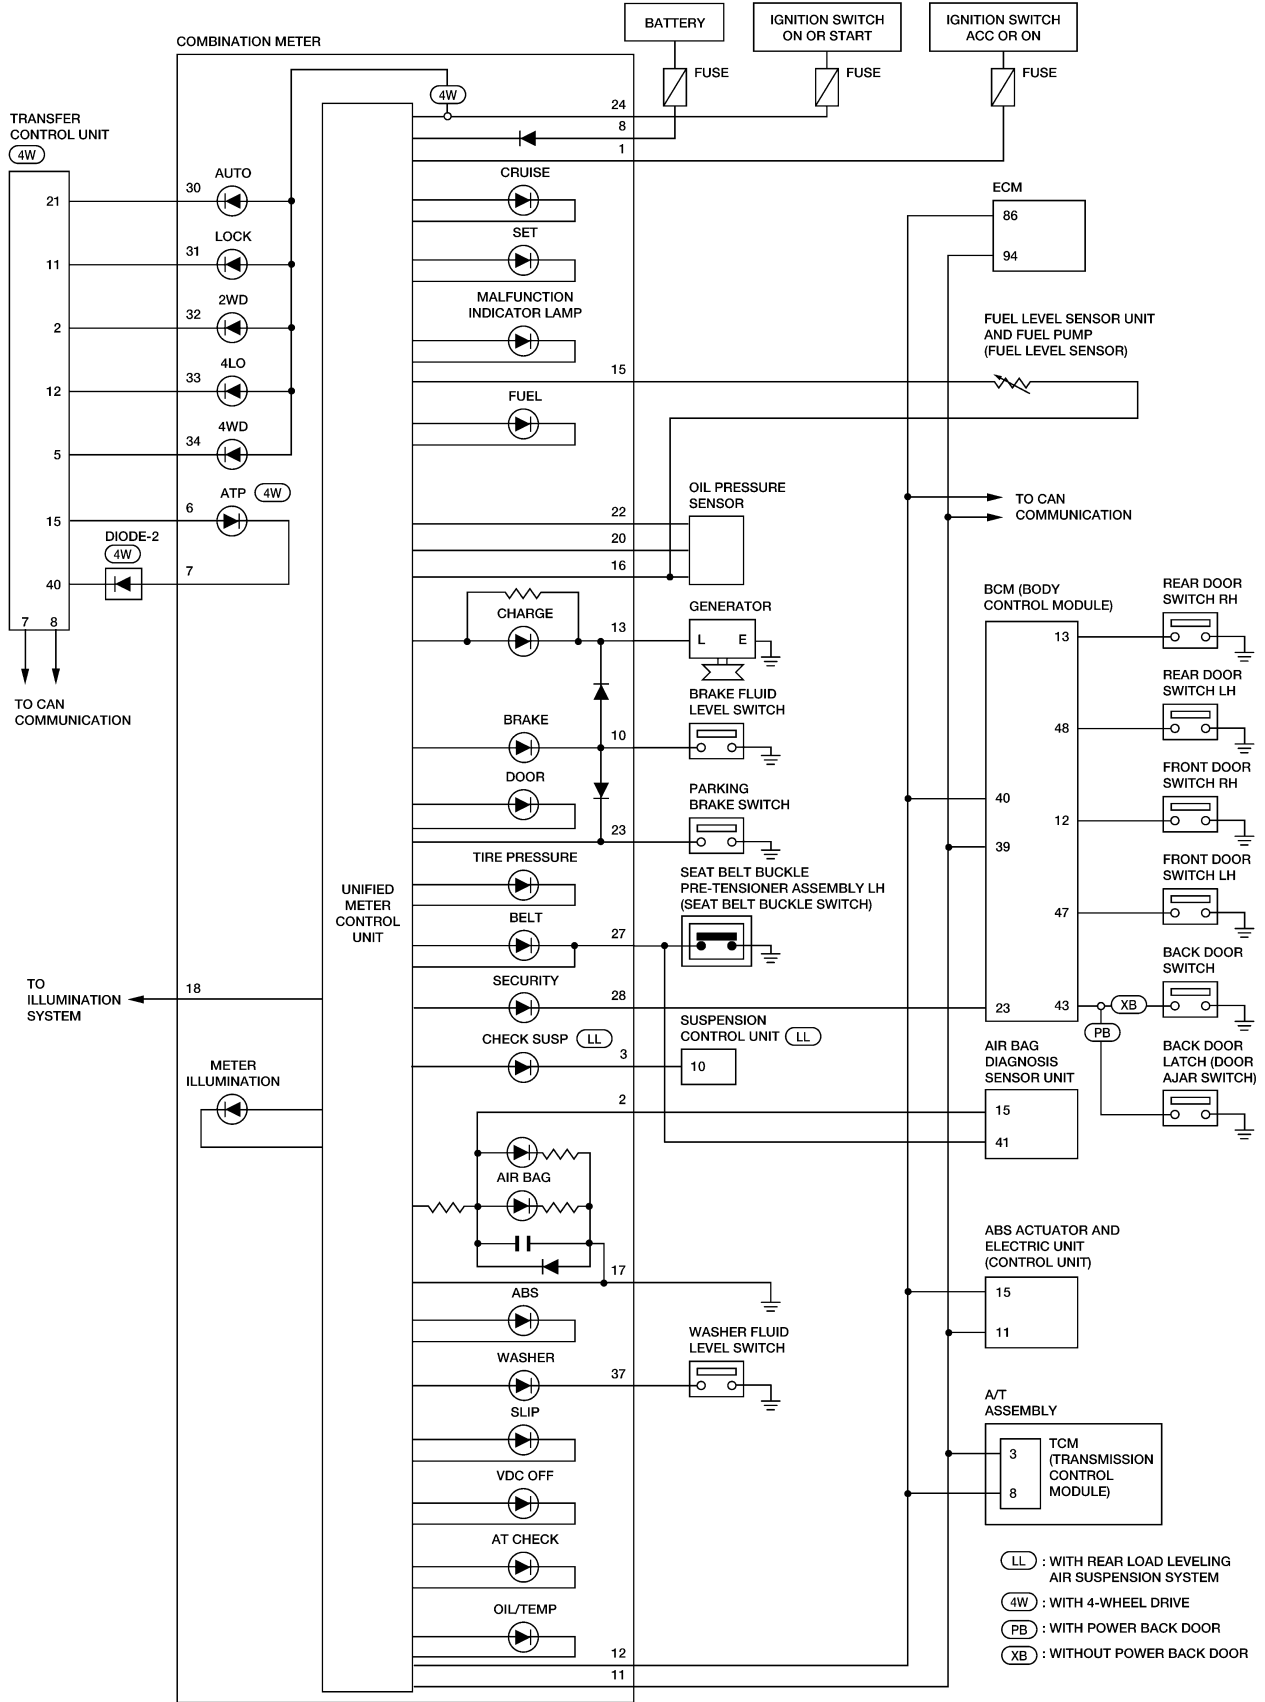 BATTERY
IGNITION SWITCH
ON OR START
IGNITION SWITCH
ACC OR ON
COMBINATION METER
FUSE
FUSE
FUSE
4W
24
8
1
TRANSFER
CONTROL UNIT
4W
21
11
2
12
5
15
40
7
8
TO CAN
COMMUNICATION
30
AUTO
31
LOCK
32
2WD
33
4LO
34
4WD
6
ATP
4W
DIODE-2
4W
7
CRUISE
SET
MALFUNCTION
INDICATOR LAMP
15
FUEL
ECM
86
94
FUEL LEVEL SENSOR UNIT
AND FUEL PUMP
(FUEL LEVEL SENSOR)
OIL PRESSURE
SENSOR
22
20
16
TO CAN
COMMUNICATION
CHARGE
13
GENERATOR
L
E
BRAKE FLUID
LEVEL SWITCH
BRAKE
10
DOOR
PARKING
BRAKE SWITCH
23
TIRE PRESSURE
SEAT BELT BUCKLE
PRE-TENSIONER ASSEMBLY LH
(SEAT BELT BUCKLE SWITCH)
BELT
27
UNIFIED
METER
CONTROL
UNIT
BCM (BODY
CONTROL MODULE)
13
48
40
12
39
47
23
43
REAR DOOR
SWITCH RH
REAR DOOR
SWITCH LH
FRONT DOOR
SWITCH RH
FRONT DOOR
SWITCH LH
BACK DOOR
SWITCH
XB
PB
BACK DOOR
LATCH (DOOR
AJAR SWITCH)
TO
ILLUMINATION
SYSTEM
18
SECURITY
28
CHECK SUSP
LL
3
SUSPENSION
CONTROL UNIT
LL
10
METER
ILLUMINATION
2
AIR BAG
DIAGNOSIS
SENSOR UNIT
15
41
AIR BAG
17
ABS ACTUATOR AND
ELECTRIC UNIT
(CONTROL UNIT)
15
11
ABS
WASHER
37
WASHER FLUID
LEVEL SWITCH
SLIP
VDC OFF
AT CHECK
OIL/TEMP
12
11
A/T
ASSEMBLY
3
8
TCM
(TRANSMISSION
CONTROL
MODULE)
LL : WITH REAR LOAD LEVELING
AIR SUSPENSION SYSTEM
4W : WITH 4-WHEEL DRIVE
PB : WITH POWER BACK DOOR
XB : WITHOUT POWER BACK DOOR